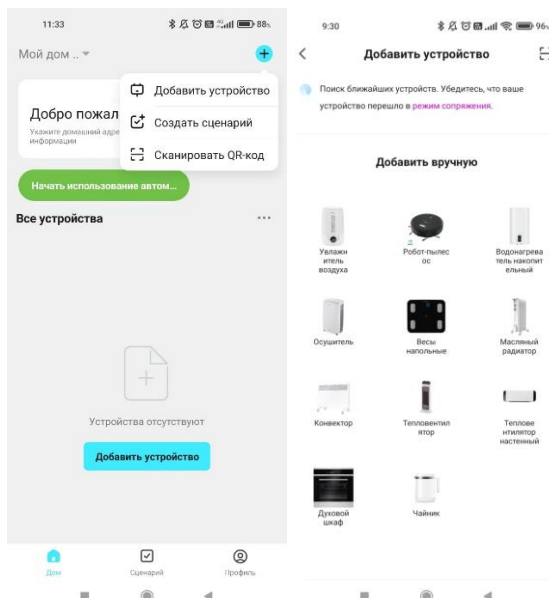 11:33
88%
Мой дом ..
Добавить устройство
Добро пожал
Создать сценарий
Укажите домашний адре
информации
Сканировать QR-код
Начать использование автом...
Все устройства
Устройства отсутствуют
Добавить устройство
Дом
Сценарий
Профиль
9:30
96
Добавить устройство
Поиск ближайших устройств. Убедитесь, что ваше
устройство перешло в режим сопряжения.
Добавить вручную
Увлажн
итель
воздуха
Робот-пылес
ос
Водонагрева
тель накопит
ельный
Осушитель
Весы
напольные
Масляный
радиатор
Конвектор
Тепловентил
ятор
Теплове
нтилятор
настенный
Духовой
шкаф
Чайник